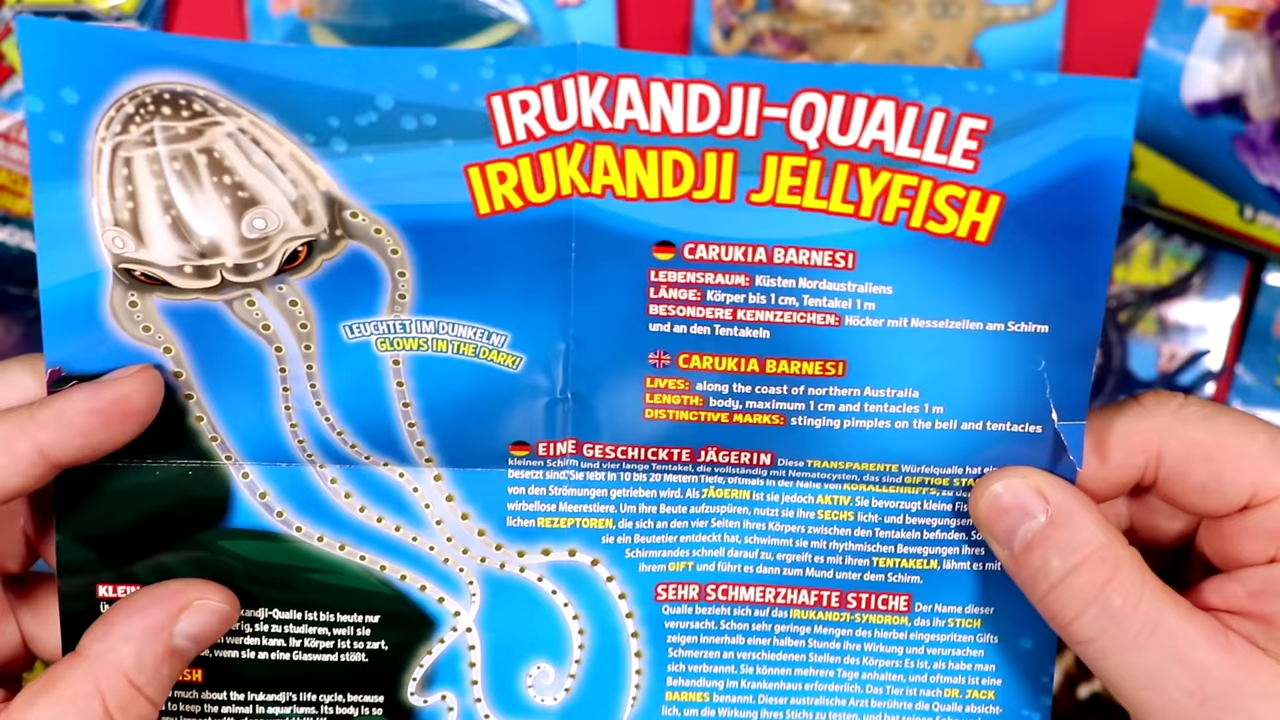 IRUKANDJI-QUALLE
IRUKANDJI JELLYFISH
CARUKIA BARNESI
LEBENSRAUM: Küsten Nordaustraliens
LÄNGE: Körper bis 1 cm, Tentakel 1 m
BESONDERE KENNZEICHEN: Höcker mit Nesselzellen am Schirm
und an den Tentakeln
LEUCHTET IM DUNKELN!
GLOWS IN THE DARK!
CARUKIA BARNESI
LIVES: along the coast of northern Australia
LENGTH: body, maximum 1 cm and tentacles 1 m
DISTINCTIVE MARKS: stinging pimples on the bell and tentacles
EINE GESCHICKTE JÄGERIN Diese TRANSPARENTE Würfelqualle hat
kleinen Schirm und vier lange Tentakel, die vollständig mit Nematocysten, das sind GIFTIGE
besetzt sind. Sie lebt in 10 bis 20 Metern Tiefe, oftmals in der Nähe von KORALLENRIFFS,
von den Strömungen getrieben wird. Als JÄGERIN ist sie jedoch AKTIV. Sie bevorzugt kleine
wirbellose Meerestiere. Um ihre Beute aufzuspüren, nutzt sie ihre SECHS licht- und
lichen REZEPTOREN, die sich an den vier Seiten ihres Körpers zwischen den Tentakeln befinden.
sie ein Beutetier entdeckt hat, schwimmt sie mit rhythmischen Bewegungen ihres
Schirmrandes schnell darauf zu, ergreift es mit ihren TENTAKELN, lähmt es mit
ihrem GIFT und führt es dann zum Mund unter dem Schirm.
SEHR SCHMERZHAFTE STICHE Der Name dieser
Qualle bezieht sich auf das IRUKANDJI-SYNDROM, das ihr STICH
verursacht. Schon sehr geringe Mengen des hierbei eingespritzen Gifts
zeigen innerhalb einer halben Stunde ihre Wirkung und verursachen
Schmerzen an verschiedenen Stellen des Körpers: Es ist, als habe man
sich verbrannt. Sie können mehrere Tage anhalten, und oftmals ist eine
Behandlung im Krankenhaus erforderlich. Das Tier ist nach DR. JACK
BARNES benannt. Dieser australische Arzt berührte die Qualle absicht-
lich, um die Wirkung ihres Stichs zu testen, und hat seinen
ist bis heute nur
sie zu studieren, weil sie
werden kann. Ihr Körper ist so zart,
wenn sie an eine Glaswand stößt.
much about the irukandji's life cycle, because
to keep the animal in aquariums. Its body is so